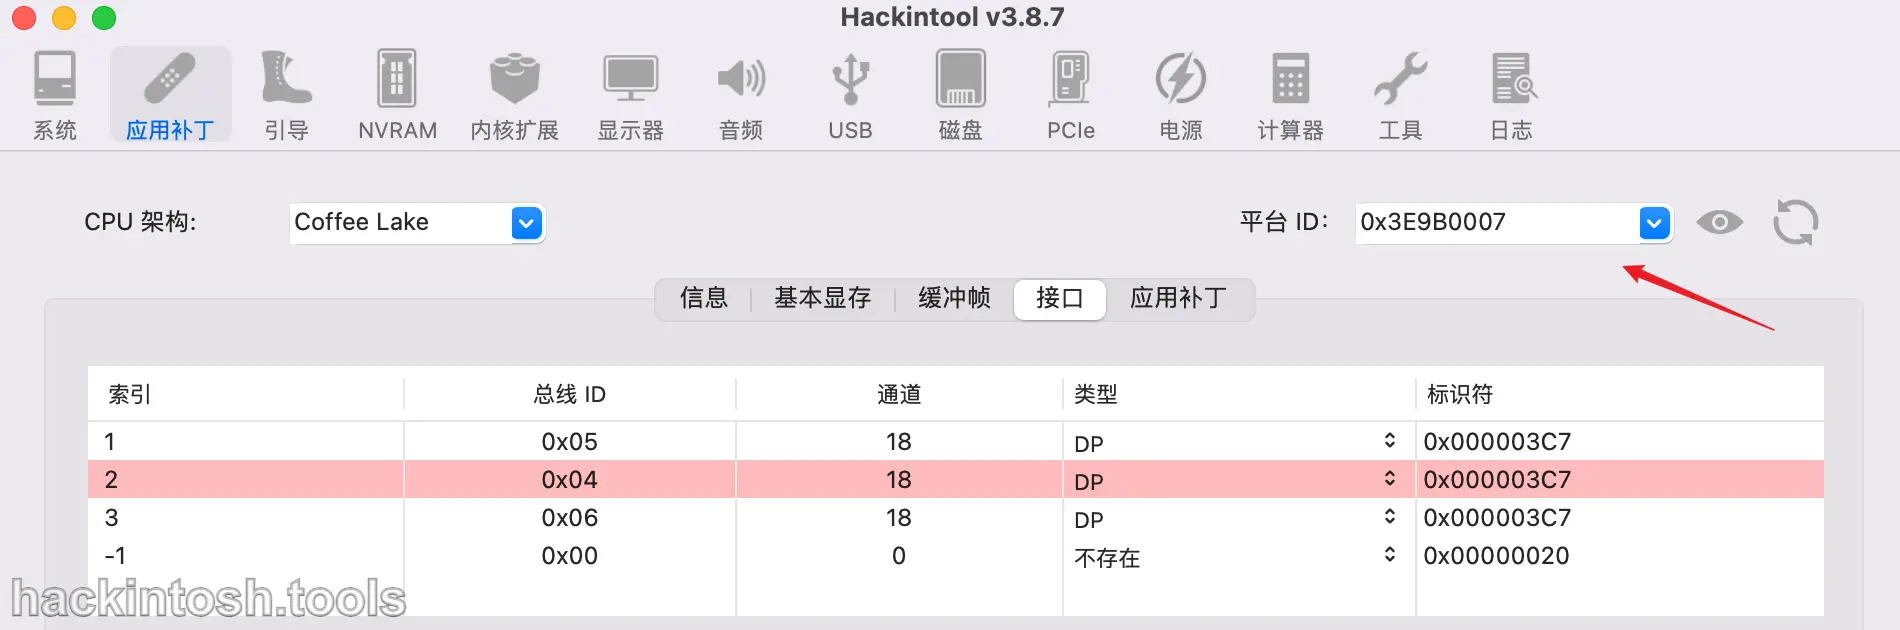 Hackintool v3.8.7
系统 应用补丁 引导 NVRAM 内核扩展 显示器 音频 USB 磁盘 PCIe 电源 计算器 工具 日志
CPU 架构: Coffee Lake 平台 ID: 0x3E9B0007
信息 基本显存 缓冲帧 接口 应用补丁
索引 总线 ID 通道 类型 标识符
1 0x05 18 DP 0x000003C7
2 0x04 18 DP 0x000003C7
3 0x06 18 DP 0x000003C7
-1 0x00 0 不存在 0x00000020
hackintosh.tools